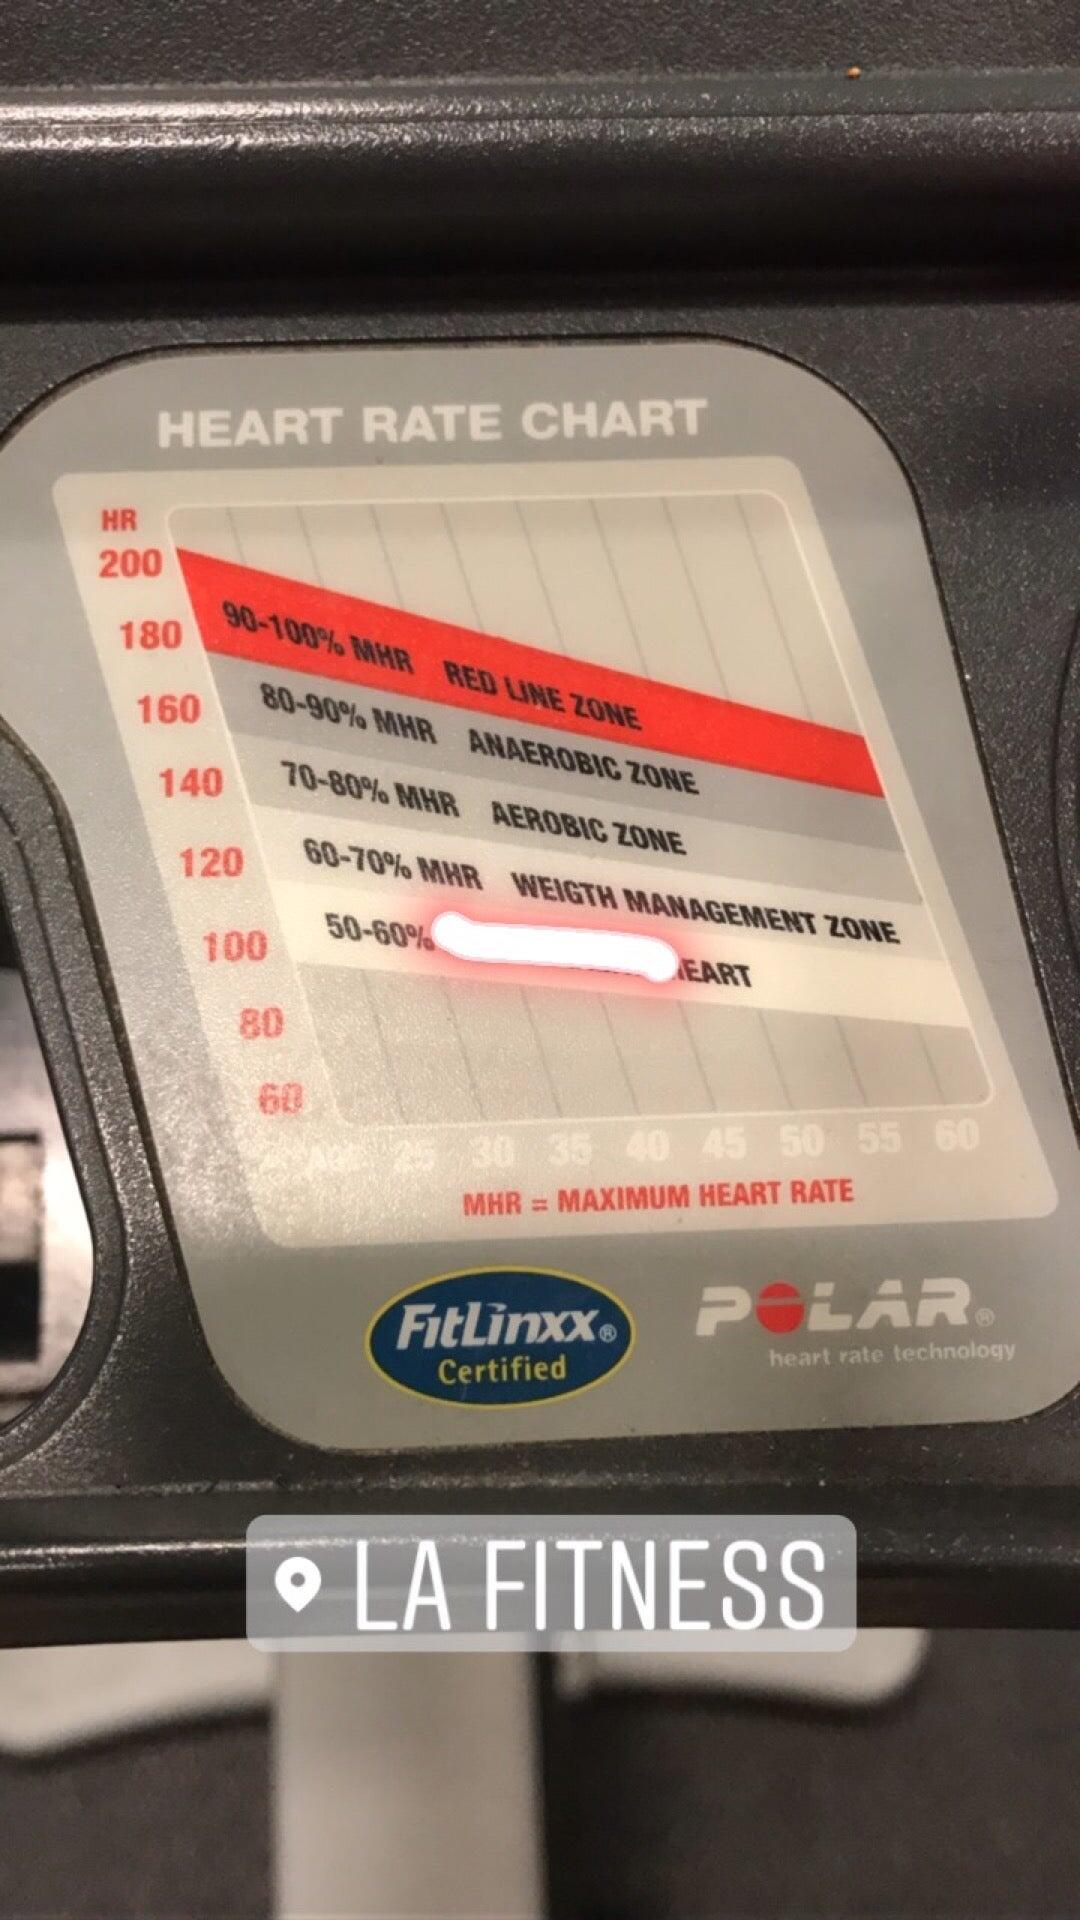 HEART RATE CHART
HR
200
90-100% MHR RED LINE ZONE
180
80-90% MHR ANAEROBIC ZONE
160
70-80% MHR AEROBIC ZONE
140
60-70% MHR WEIGTH MANAGEMENT ZONE
120
50-60% HEART
100
80
60
AGE 25 30 35 40 45 50 55 60
MHR = MAXIMUM HEART RATE
FitLinxx®
Certified
POLAR®
heart rate technology
LA FITNESS